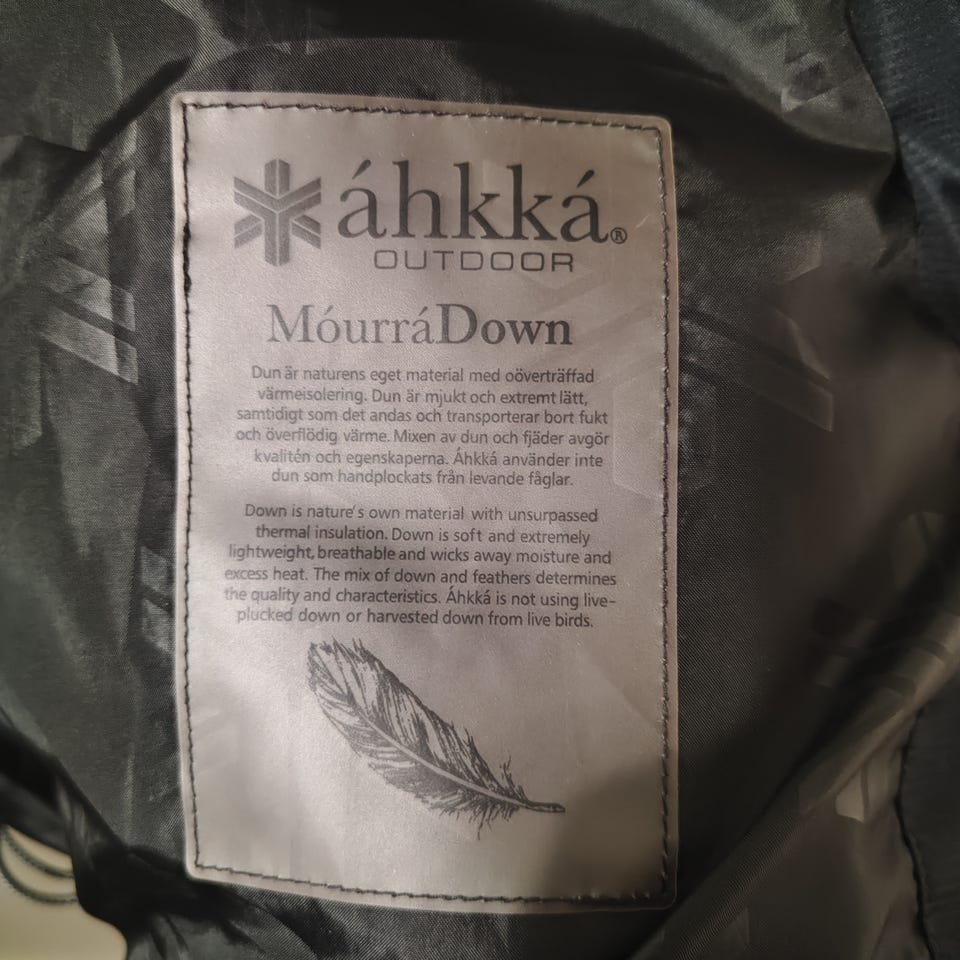 áhkká®
OUTDOOR
MóurráDown
Dun är naturens eget material med oöverträffad
värmeisolering. Dun är mjukt och extremt lätt,
samtidigt som det andas och transporterar bort fukt
och överflödig värme. Mixen av dun och fjäder avgör
kvalitén och egenskaperna. Áhkká använder inte
dun som handplockats från levande fåglar.
Down is nature's own material with unsurpassed
thermal insulation. Down is soft and extremely
lightweight, breathable and wicks away moisture and
excess heat. The mix of down and feathers determines
the quality and characteristics. Áhkká is not using live-
plucked down or harvested down from live birds.